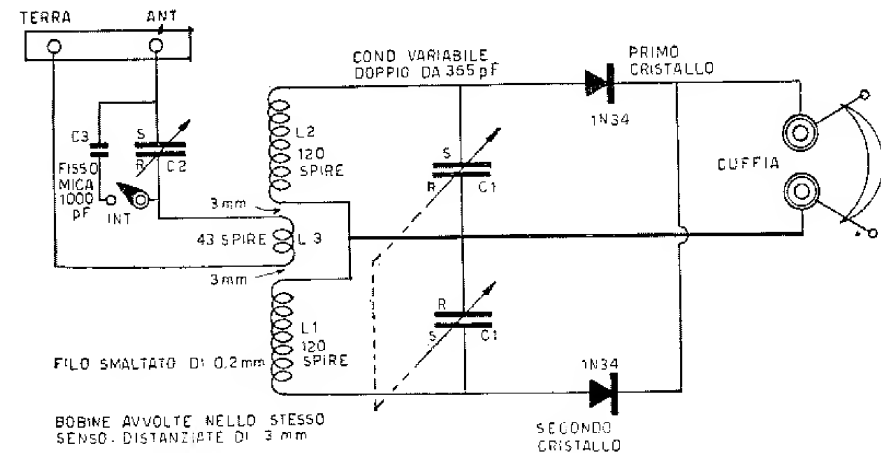 TERRA
ANT
COND VARIABILE
DOPPIO DA 365 pF
PRIMO
CRISTALLO
1N34
C3
S
R
C2
FISSO
MICA
1000
pF
INT
L2
120
SPIRE
S
R
C1
CUFFIA
3 mm
43 SPIRE
L3
3 mm
R
S
C1
L1
120
SPIRE
1N34
FILO SMALTATO DI 0,2 mm
BOBINE AVVOLTE NELLO STESSO
SENSO. DISTANZIATE DI 3 mm
SECONDO
CRISTALLO